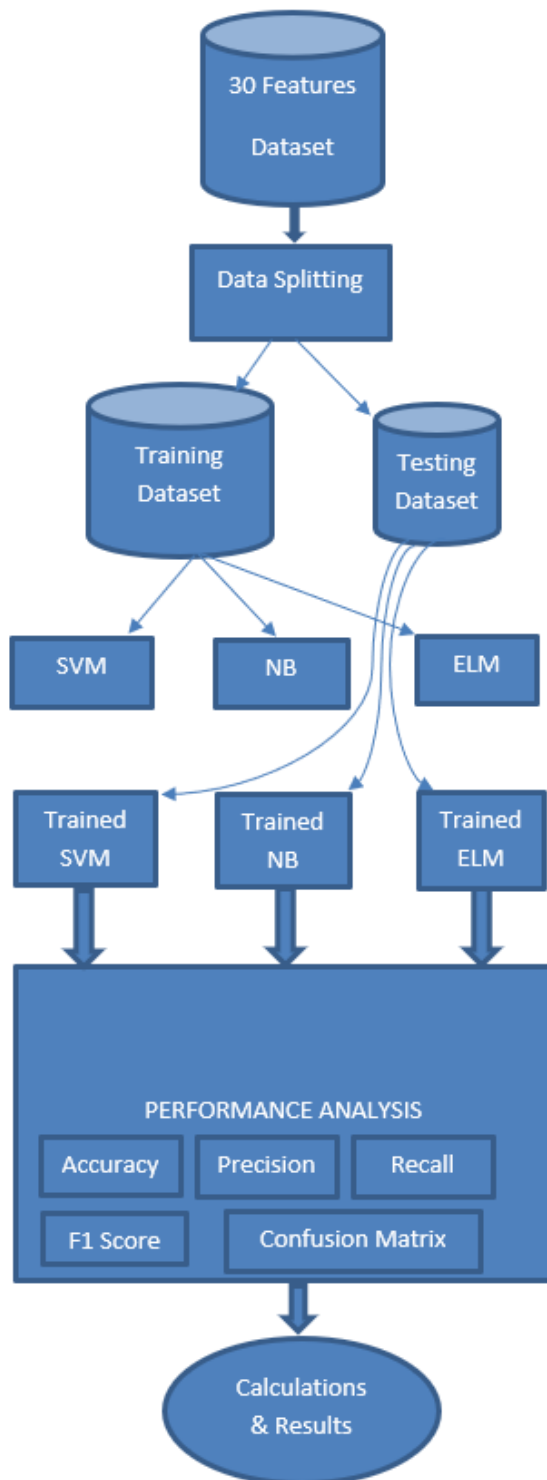 30 Features
Dataset
Data Splitting
Training
Dataset
Testing
Dataset
SVM
NB
ELM
Trained
SVM
Trained
NB
Trained
ELM
PERFORMANCE ANALYSIS
Accuracy
Precision
Recall
F1 Score
Confusion Matrix
Calculations
& Results